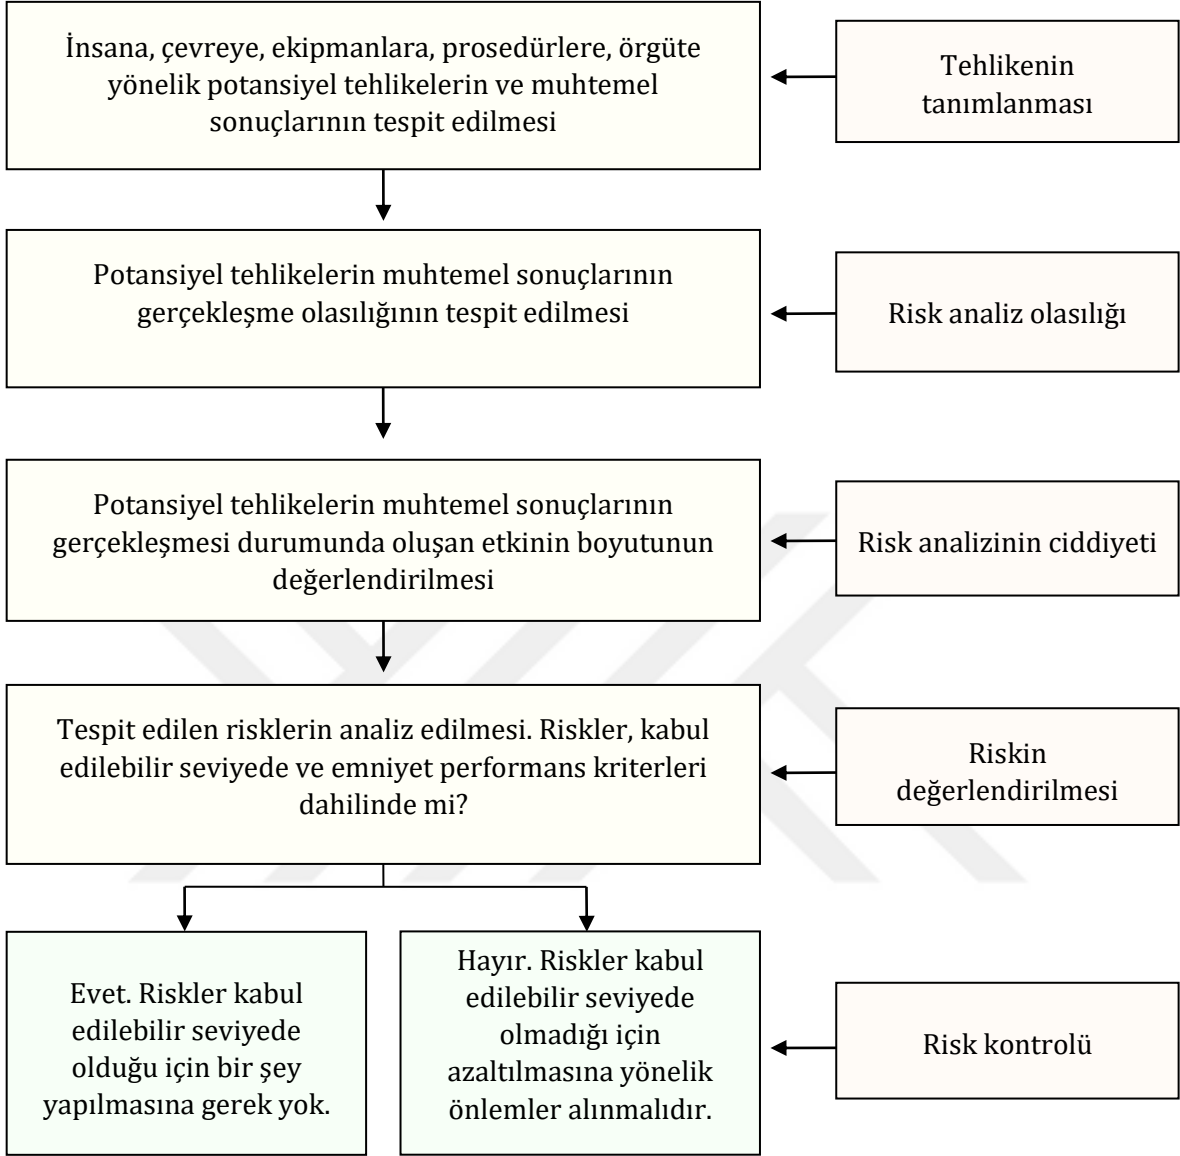 İnsana, çevreye, ekipmanlara, prosedürlere, örgüte
yönelik potansiyel tehlikelerin ve muhtemel
sonuçlarının tespit edilmesi
Tehlikenin
tanımlanması
Potansiyel tehlikelerin muhtemel sonuçlarının
gerçekleşme olasılığının tespit edilmesi
Risk analiz olasılığı
Potansiyel tehlikelerin muhtemel sonuçlarının
gerçekleşmesi durumunda oluşan etkinin boyutunun
değerlendirilmesi
Risk analizinin ciddiyeti
Tespit edilen risklerin analiz edilmesi. Riskler, kabul
edilebilir seviyede ve emniyet performans kriterleri
dahilinde mi?
Riskin
değerlendirilmesi
Evet. Riskler kabul
edilebilir seviyede
olduğu için bir şey
yapılmasına gerek yok.
Hayır. Riskler kabul
edilebilir seviyede
olmadığı için
azaltılmasına yönelik
önlemler alınmalıdır.
Risk kontrolü